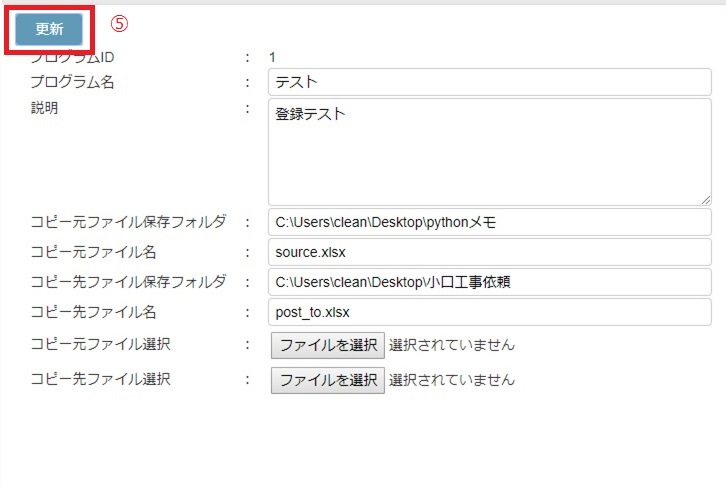 更新 ⑤
プログラムID : 1
プログラム名 : テスト
説明 : 登録テスト
コピー元ファイル保存フォルダ : C:\Users\clean\Desktop\pythonメモ
コピー元ファイル名 : source.xlsx
コピー先ファイル保存フォルダ : C:\Users\clean\Desktop\小口工事依頼
コピー先ファイル名 : post_to.xlsx
コピー元ファイル選択 : ファイルを選択 選択されていません
コピー先ファイル選択 : ファイルを選択 選択されていません